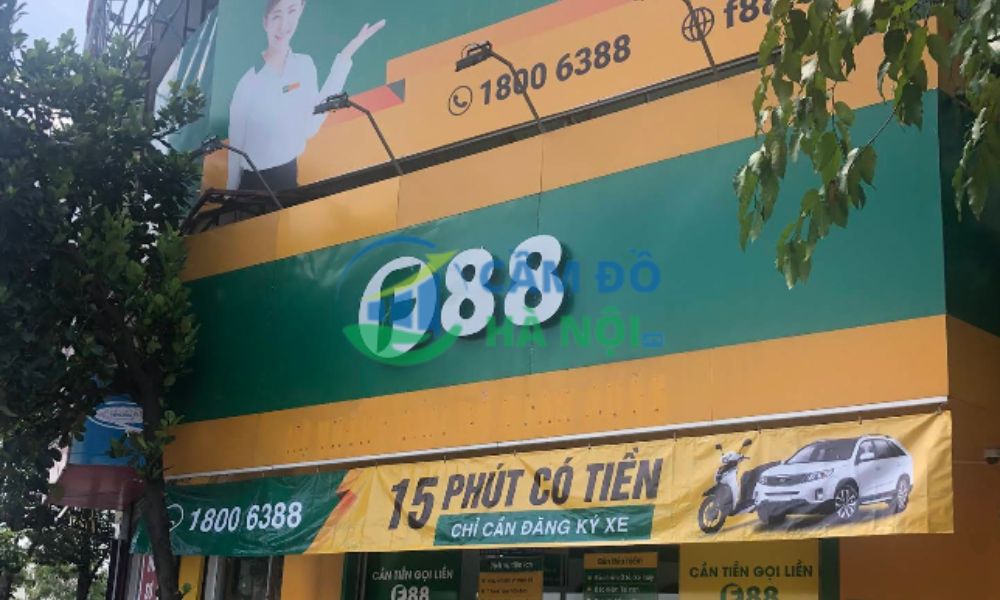 1800 6388
f88
F88
CẦM ĐỒ
HÀ NỘI
1800 6388
15 PHÚT CÓ TIỀN
CHỈ CẦN ĐĂNG KÝ XE
CẦN TIỀN GỌI LIỀN
F88
CẦN TIỀN GỌI LIỀN
F88